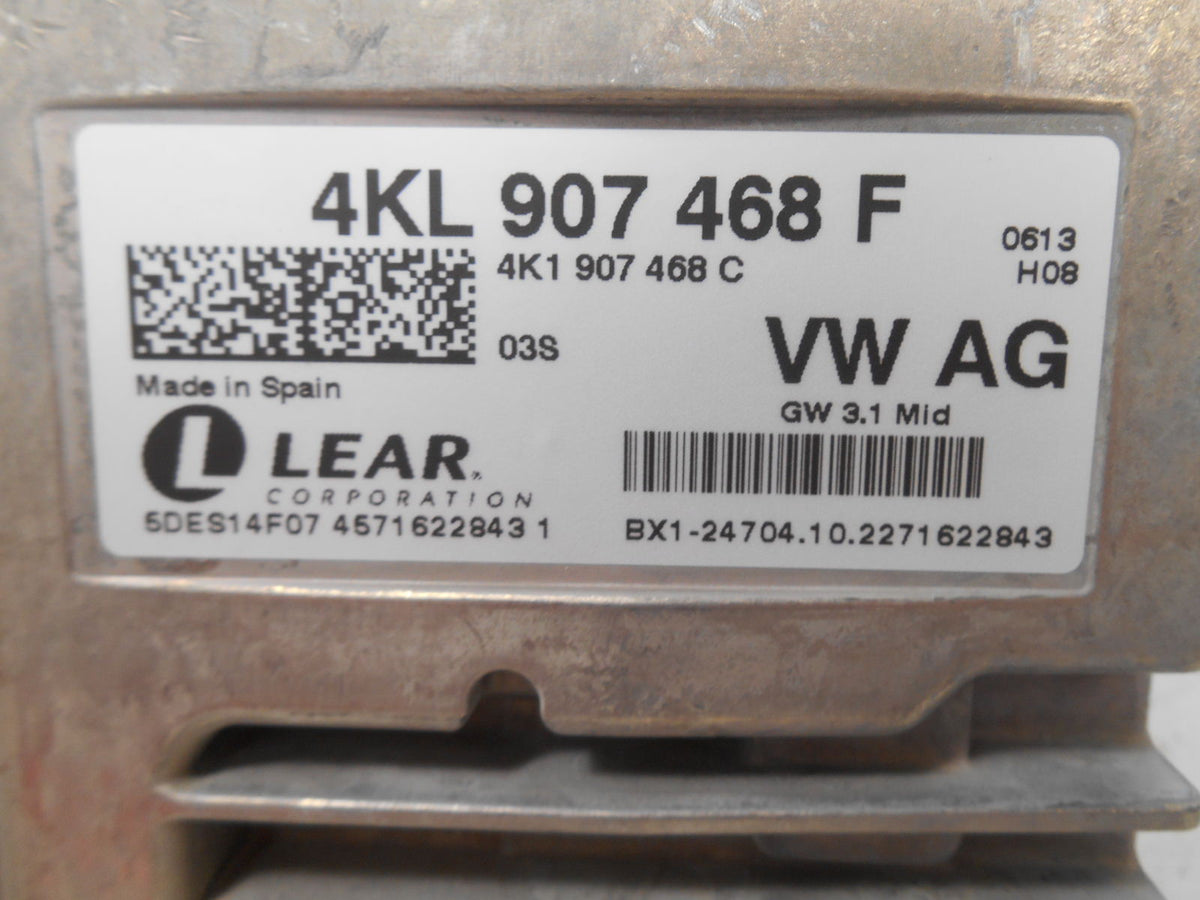 4KL 907 468 F
0613
4K1 907 468 C
H08
03S
VW AG
Made in Spain
GW 3.1 Mid
L LEAR
CORPORATION
5DES14F07 4571622843 1
BX1-24704.10.2271622843